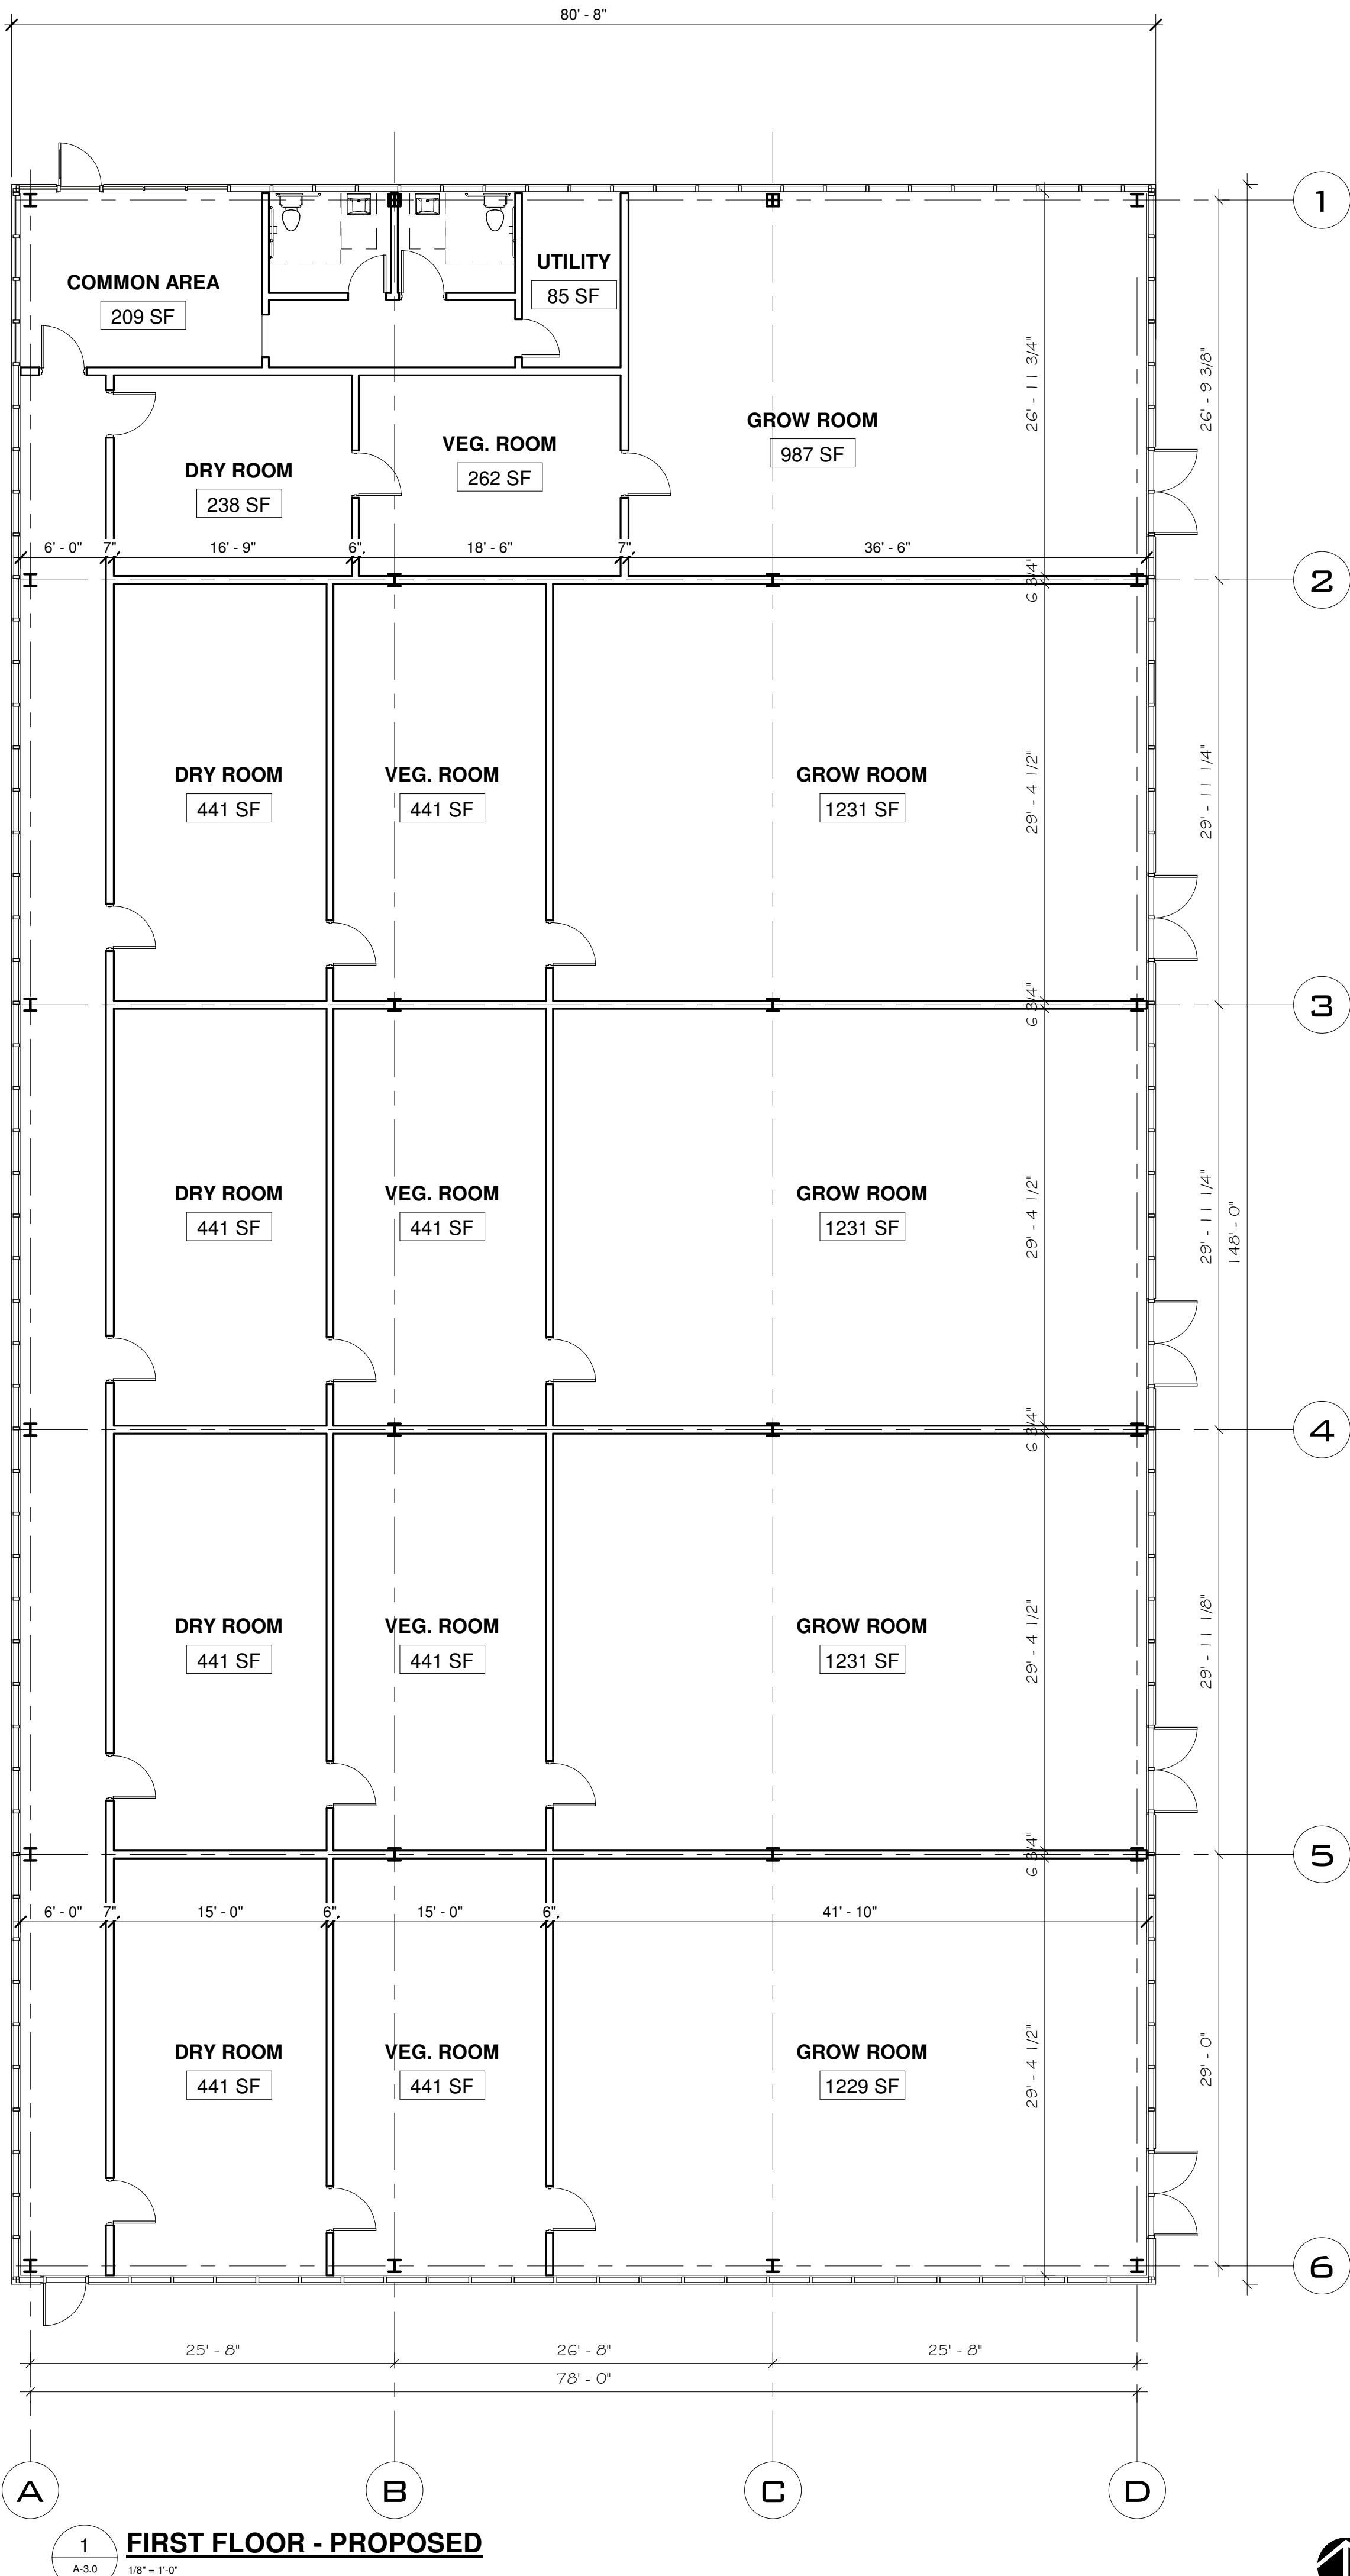 80' - 8"
1
COMMON AREA
209 SF
UTILITY
85 SF
26' - 11 3/4"
26' - 9 3/8"
GROW ROOM
987 SF
VEG. ROOM
262 SF
DRY ROOM
238 SF
6' - 0"
7"
16' - 9"
6"
18' - 6"
7"
36' - 6"
6 3/4"
2
DRY ROOM
441 SF
VEG. ROOM
441 SF
GROW ROOM
1231 SF
29' - 4 1/2"
29' - 11 1/4"
6 3/4"
3
DRY ROOM
441 SF
VEG. ROOM
441 SF
GROW ROOM
1231 SF
29' - 4 1/2"
29' - 11 1/4"
148' - 0"
6 3/4"
4
DRY ROOM
441 SF
VEG. ROOM
441 SF
GROW ROOM
1231 SF
29' - 4 1/2"
29' - 11 1/8"
6 3/4"
5
6' - 0"
7"
15' - 0"
6"
15' - 0"
6"
41' - 10"
DRY ROOM
441 SF
VEG. ROOM
441 SF
GROW ROOM
1229 SF
29' - 4 1/2"
29' - 0"
6
25' - 8"
26' - 8"
25' - 8"
78' - 0"
A
B
C
D
1
A-3.0
FIRST FLOOR - PROPOSED
1/8" = 1'-0"